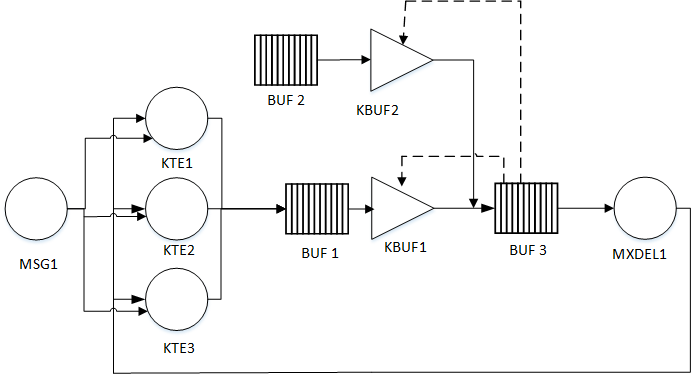 BUF 2
KBUF2
KTE1
MSG1
KTE2
BUF 1
KBUF1
BUF 3
MXDEL1
KTE3